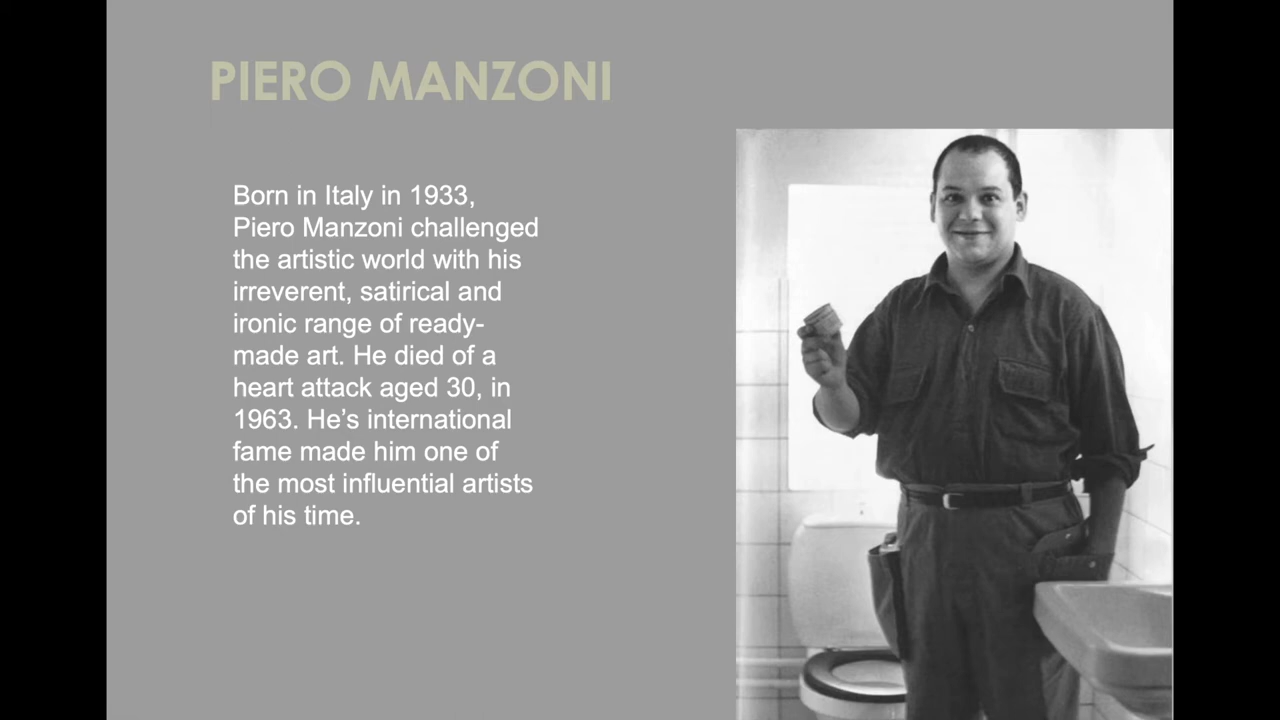 PIERO MANZONI
Born in Italy in 1933,
Piero Manzoni challenged
the artistic world with his
irreverent, satirical and
ironic range of ready-
made art. He died of a
heart attack aged 30, in
1963. He’s international
fame made him one of
the most influential artists
of his time.